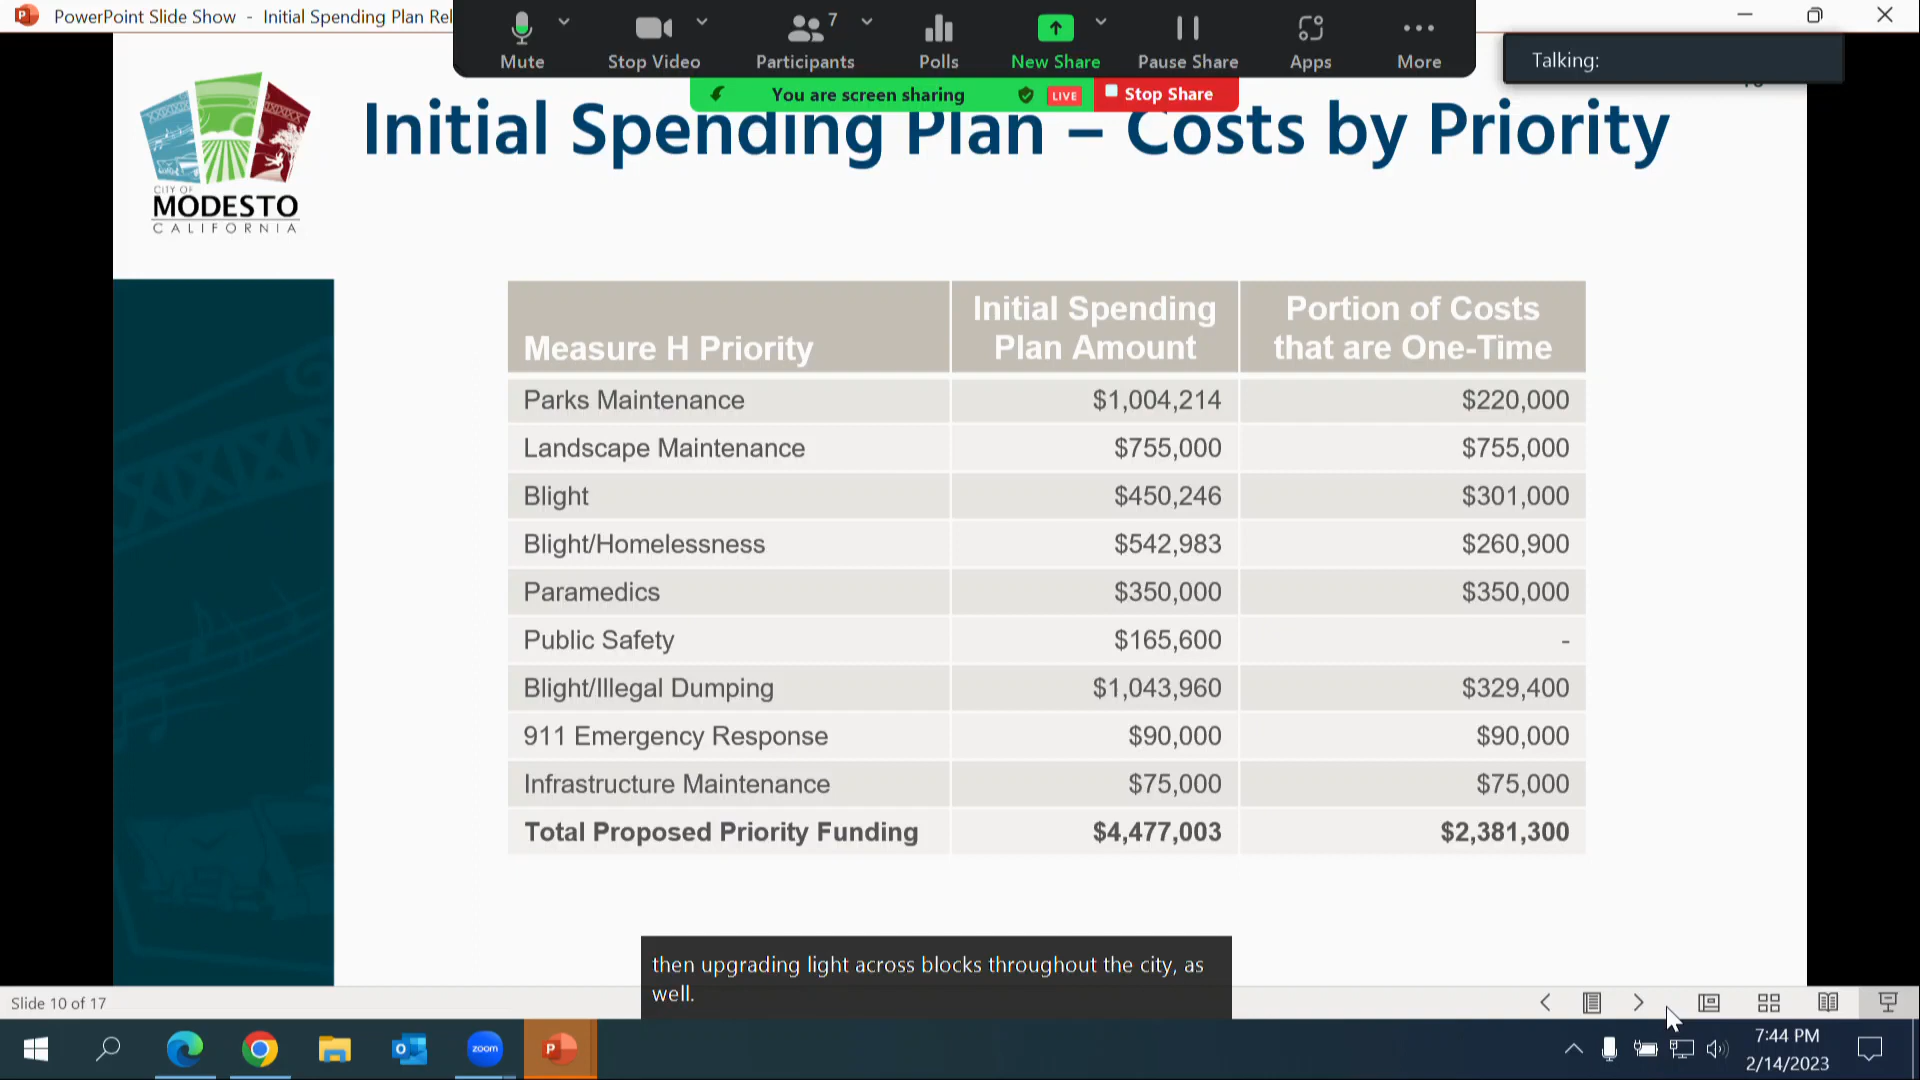 PowerPoint Slide Show - Initial Spending Plan Rel
Mute
Stop Video
7
Participants
Polls
New Share
Pause Share
Apps
More
Talking:
You are screen sharing
LIVE
Stop Share
CITY OF
MODESTO
CALIFORNIA
Initial Spending Plan – Costs by Priority
Measure H Priority
Initial Spending
Plan Amount
Portion of Costs
that are One-Time
Parks Maintenance $1,004,214 $220,000
Landscape Maintenance $755,000 $755,000
Blight $450,246 $301,000
Blight/Homelessness $542,983 $260,900
Paramedics $350,000 $350,000
Public Safety $165,600 -
Blight/Illegal Dumping $1,043,960 $329,400
911 Emergency Response $90,000 $90,000
Infrastructure Maintenance $75,000 $75,000
Total Proposed Priority Funding $4,477,003 $2,381,300
then upgrading light across blocks throughout the city, as
well.
Slide 10 of 17
zoom
7:44 PM
2/14/2023